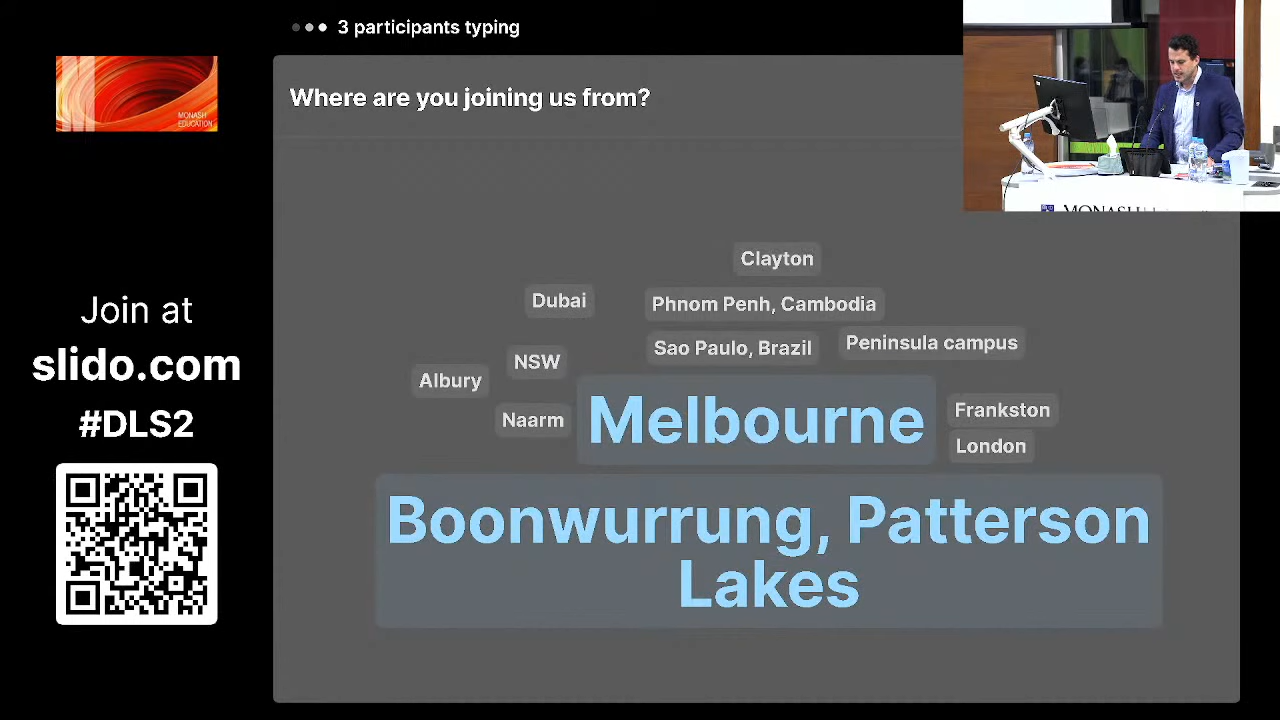 3 participants typing
MONASH
EDUCATION
Where are you joining us from?
Clayton
Dubai
Phnom Penh, Cambodia
Sao Paulo, Brazil
Peninsula campus
NSW
Albury
Naarm
Melbourne
Frankston
London
Boonwurrung, Patterson
Lakes
Join at
slido.com
#DLS2
MONASH